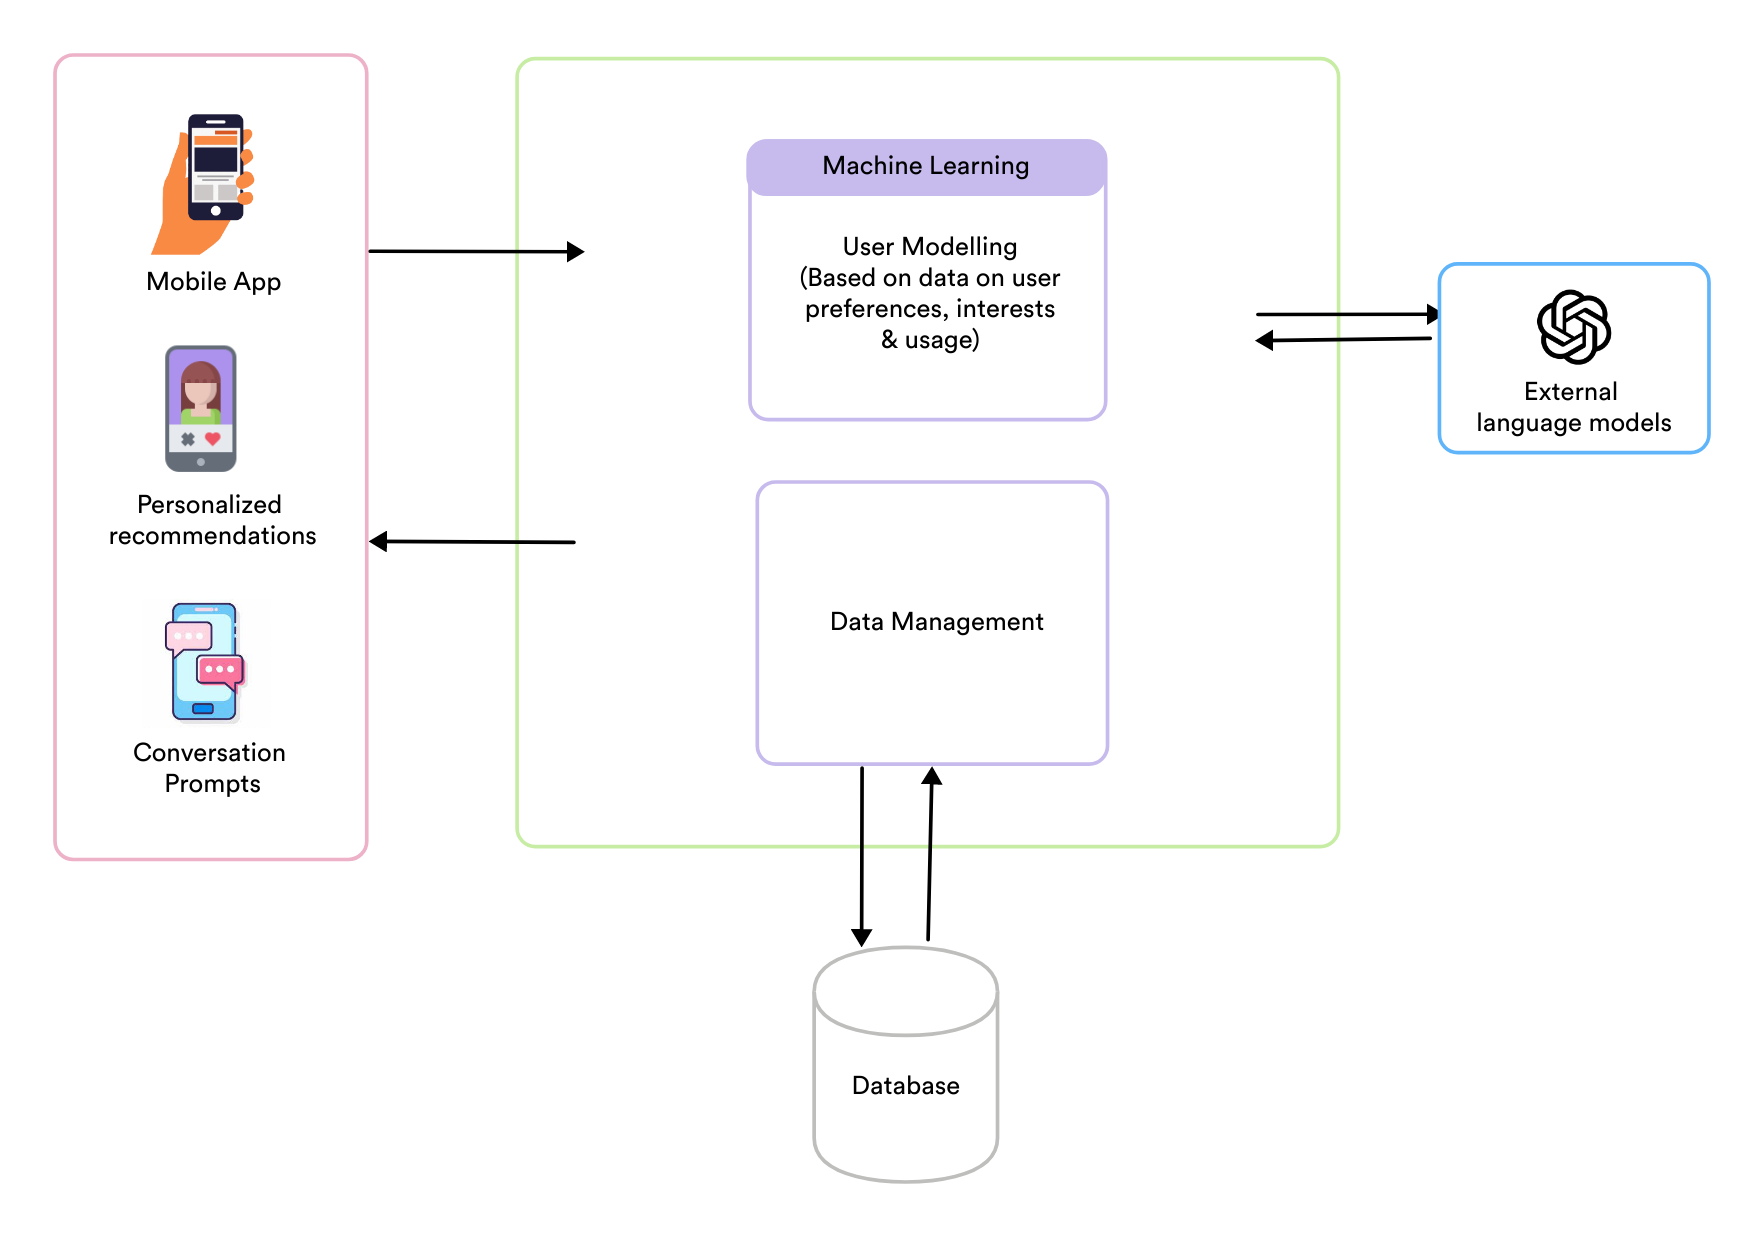 Mobile App
Personalized
recommendations
Conversation
Prompts
Machine Learning
User Modelling
(Based on data on user
preferences, interests
& usage)
Data Management
Database
External
language models